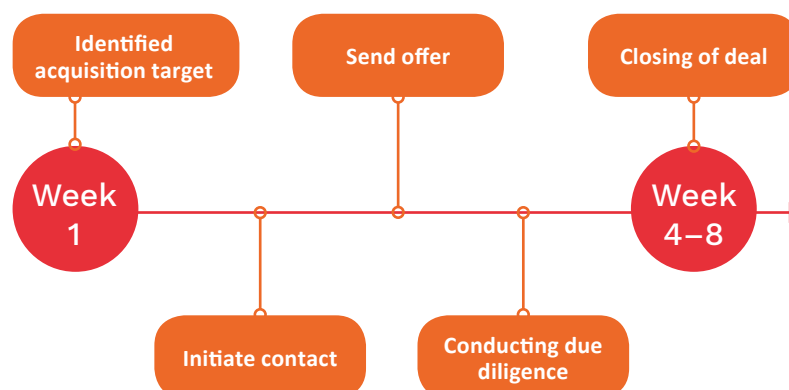 Identified
acquisition target
Send offer
Closing of deal
Week
1
Week
4–8
Initiate contact
Conducting due
diligence